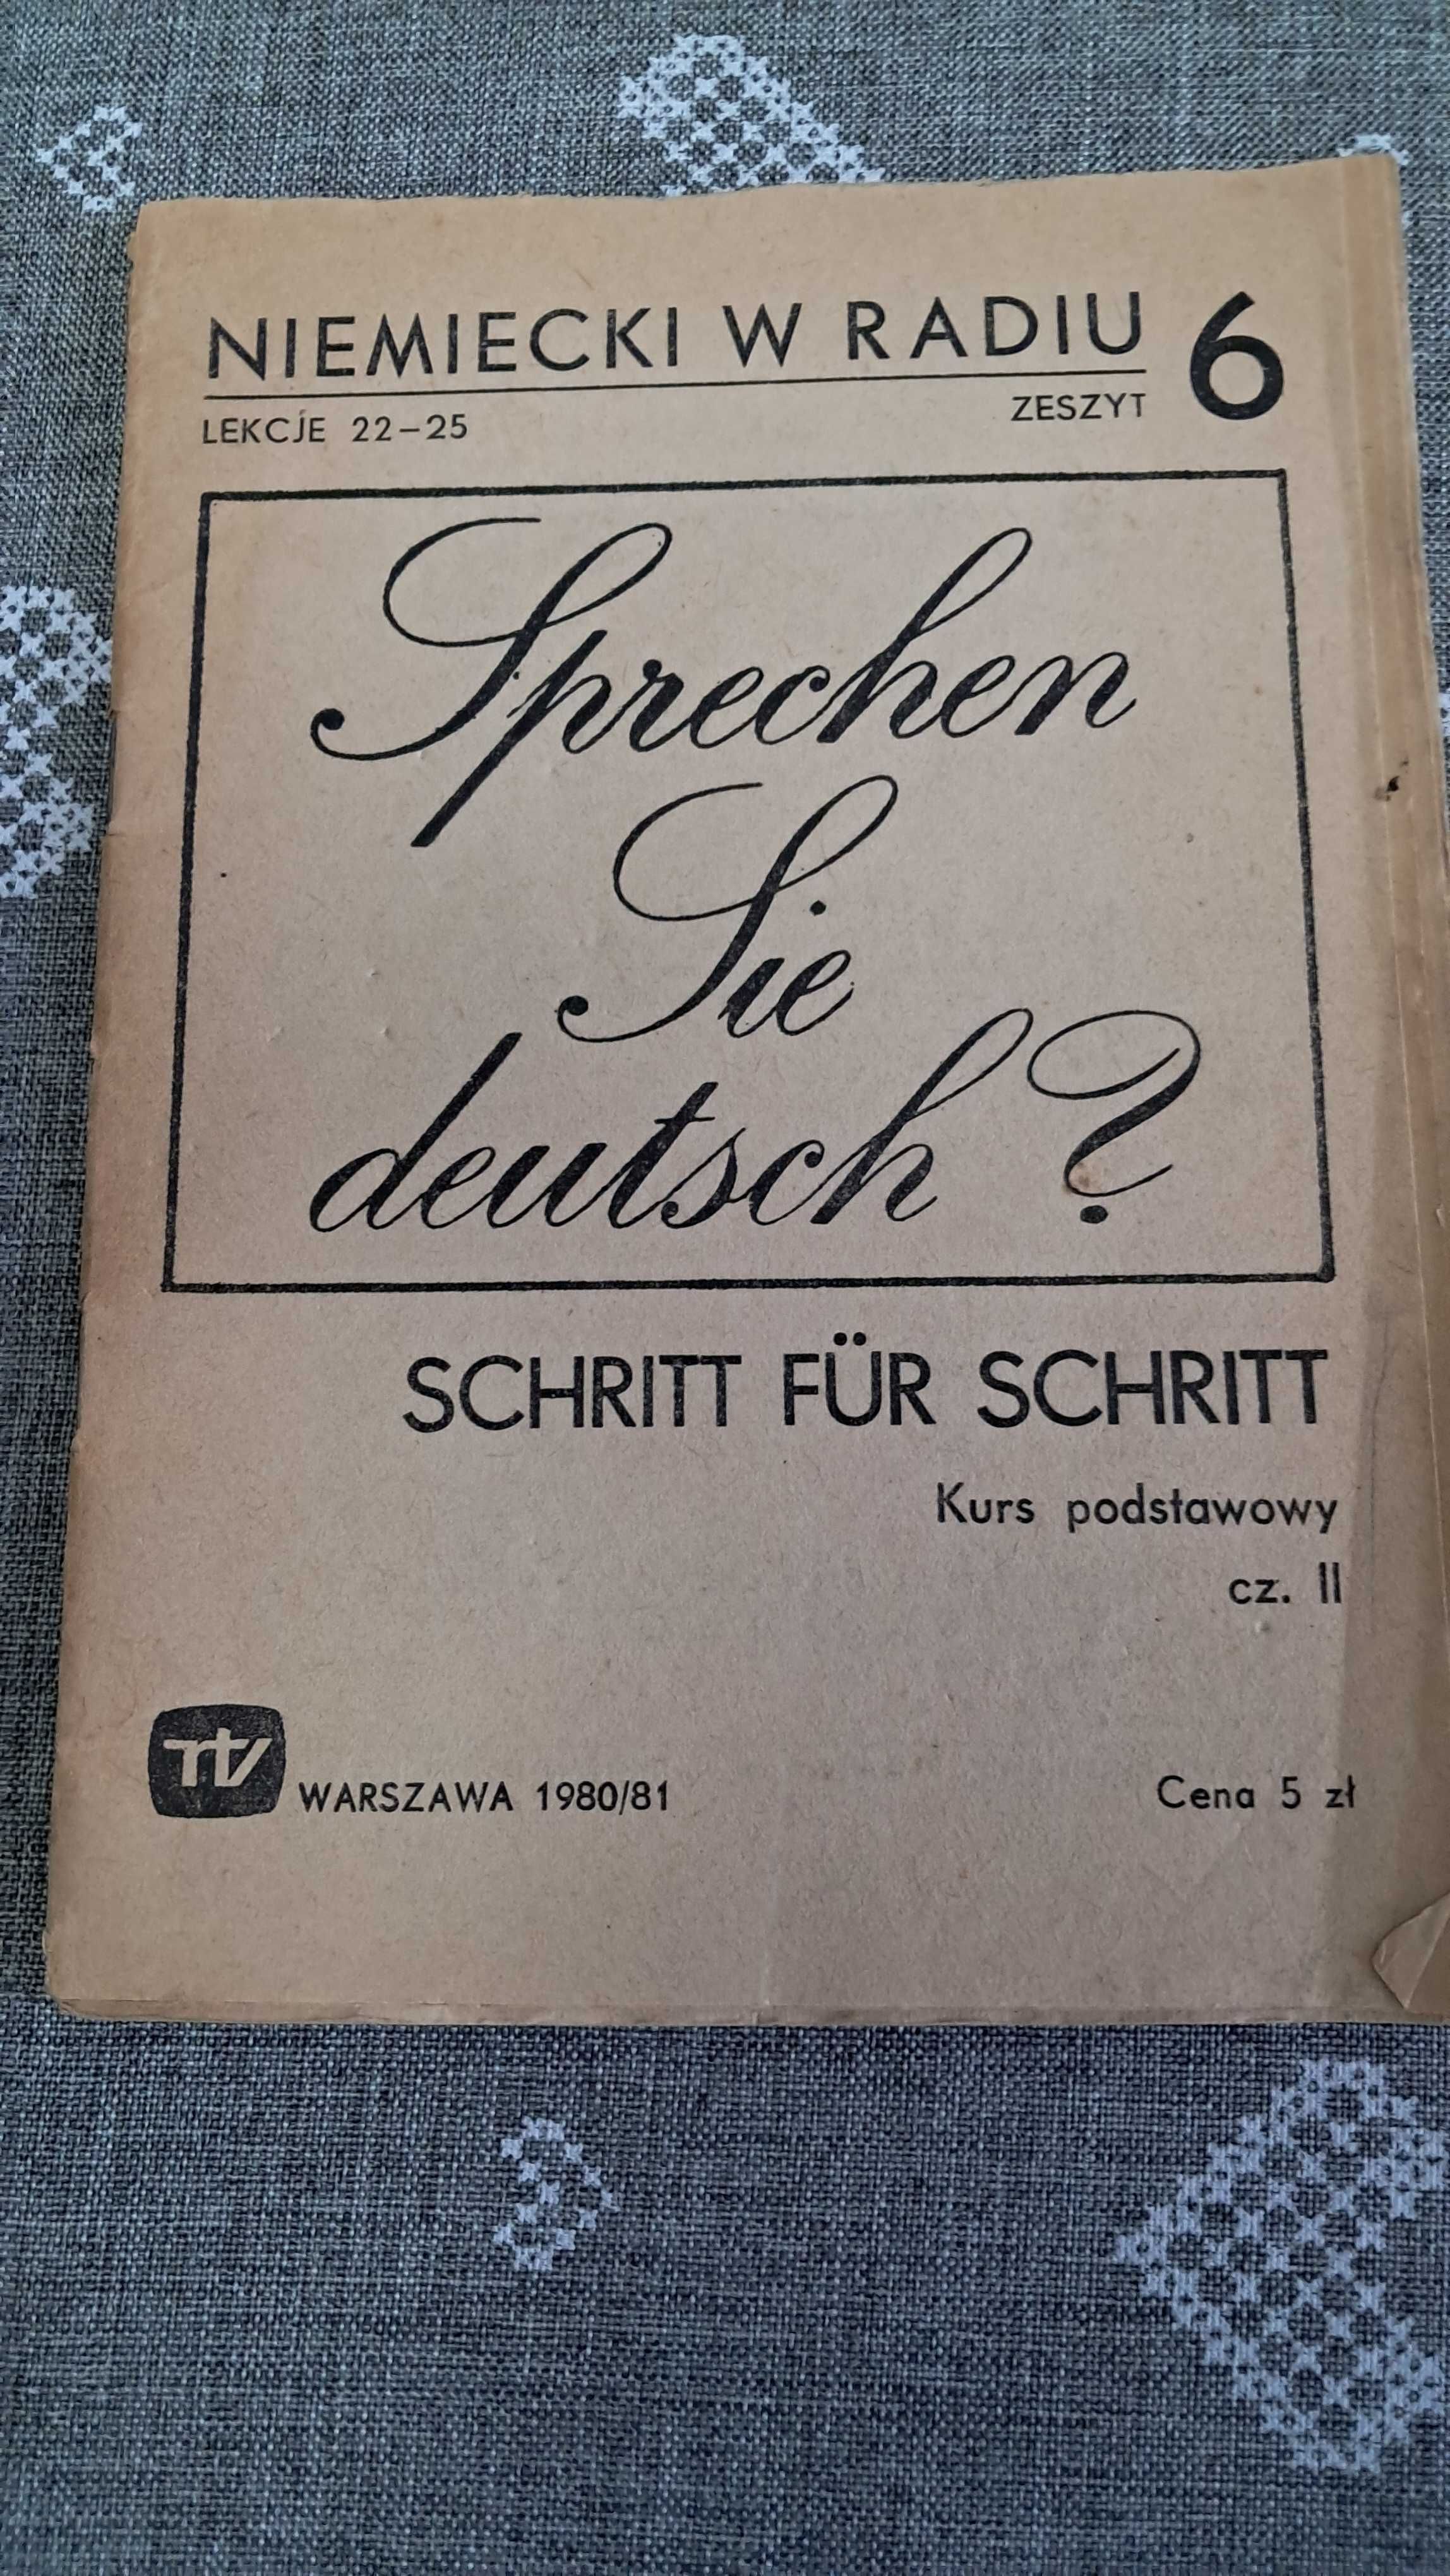 NIEMIECKI W RADIU 6
LEKCJE 22-25 ZESZYT
Sprechen
Sie
deutsch?
SCHRITT FÜR SCHRITT
Kurs podstawowy
cz. II
rtv WARSZAWA 1980/81 Cena 5 zł